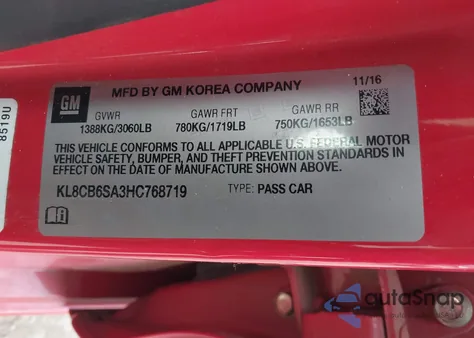 GM
MFD BY GM KOREA COMPANY
11/16
GVWR GAWR FRT GAWR RR
1388KG/3060LB 780KG/1719LB 750KG/1653LB
THIS VEHICLE CONFORMS TO ALL APPLICABLE U.S. FEDERAL MOTOR
VEHICLE SAFETY, BUMPER, AND THEFT PREVENTION STANDARDS IN
EFFECT ON THE DATE OF MANUFACTURE SHOWN ABOVE.
KL8CB6SA3HC768719 TYPE: PASS CAR
8519U
autoSnap